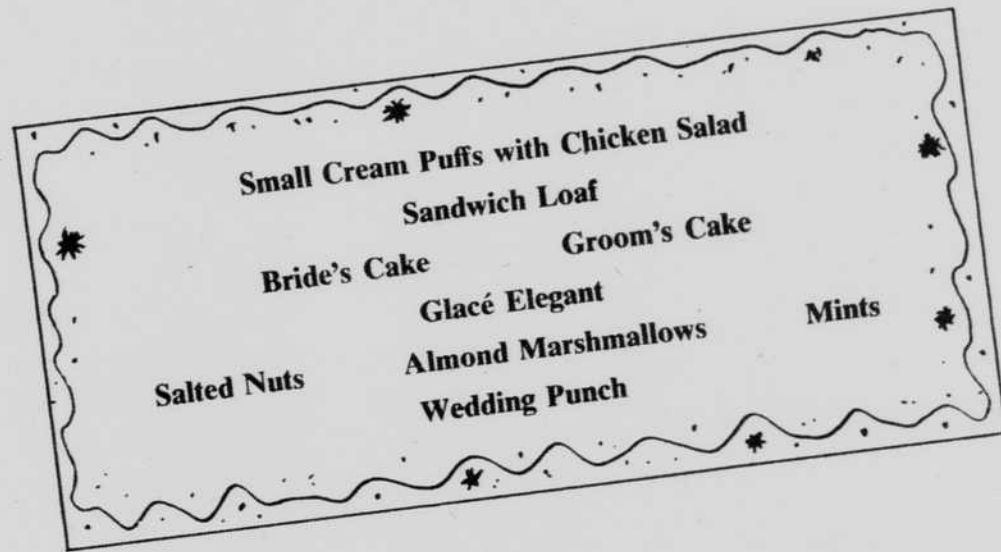 Small Cream Puffs with Chicken Salad
Sandwich Loaf
Bride's Cake Groom's Cake
Glacé Elegant
Salted Nuts Almond Marshmallows Mints
Wedding Punch